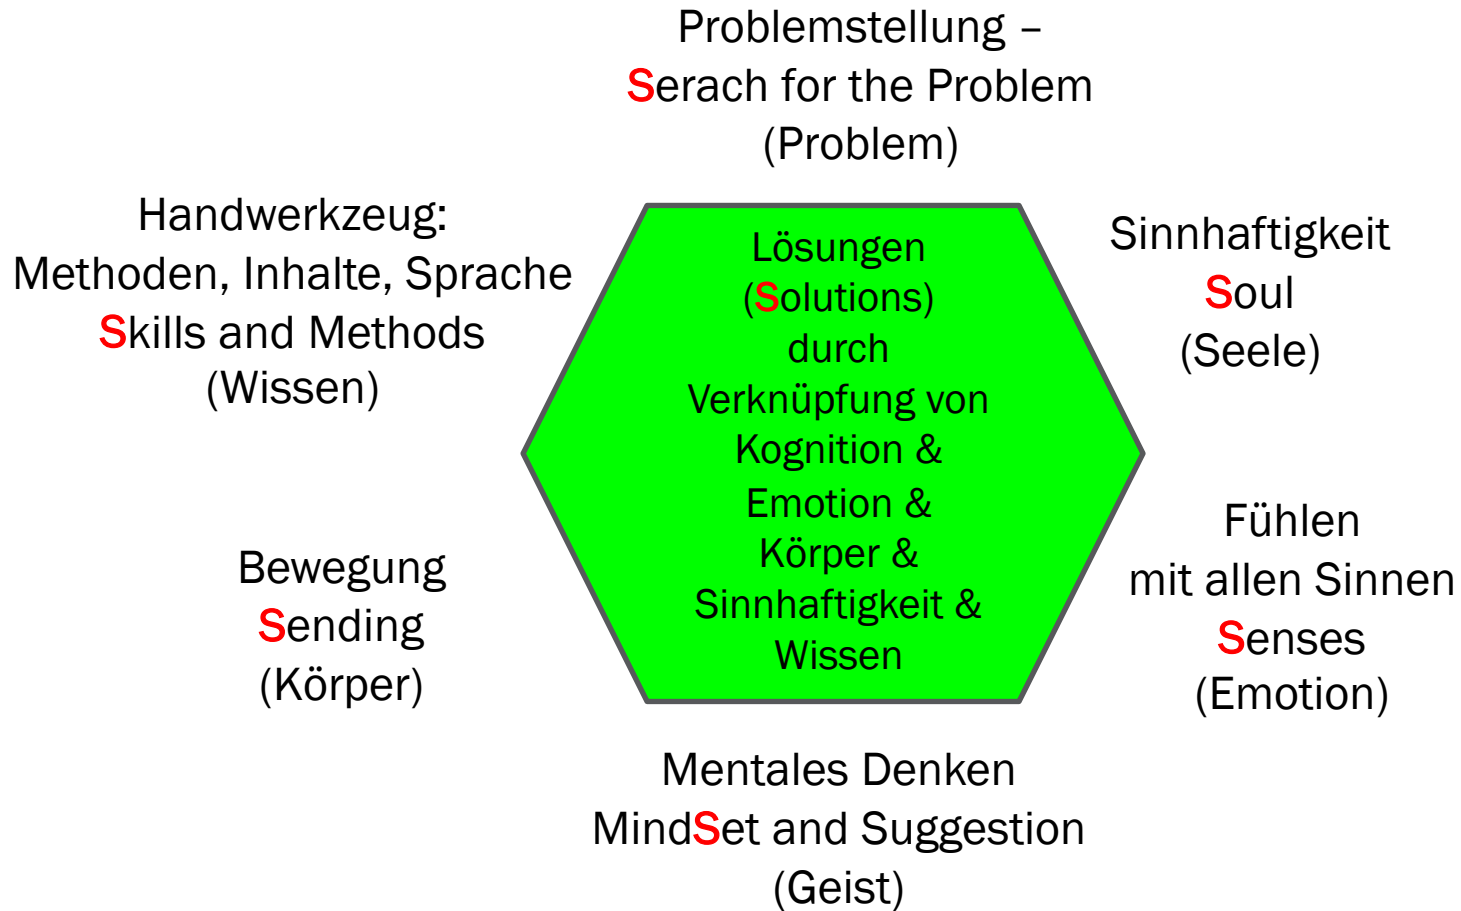 Problemstellung –
Serach for the Problem
(Problem)
Handwerkzeug:
Methoden, Inhalte, Sprache
Skills and Methods
(Wissen)
Lösungen
(Solutions)
durch
Verknüpfung von
Kognition &
Emotion &
Körper &
Sinnhaftigkeit &
Wissen
Sinnhaftigkeit
Soul
(Seele)
Bewegung
Sending
(Körper)
Fühlen
mit allen Sinnen
Senses
(Emotion)
Mentales Denken
MindSet and Suggestion
(Geist)